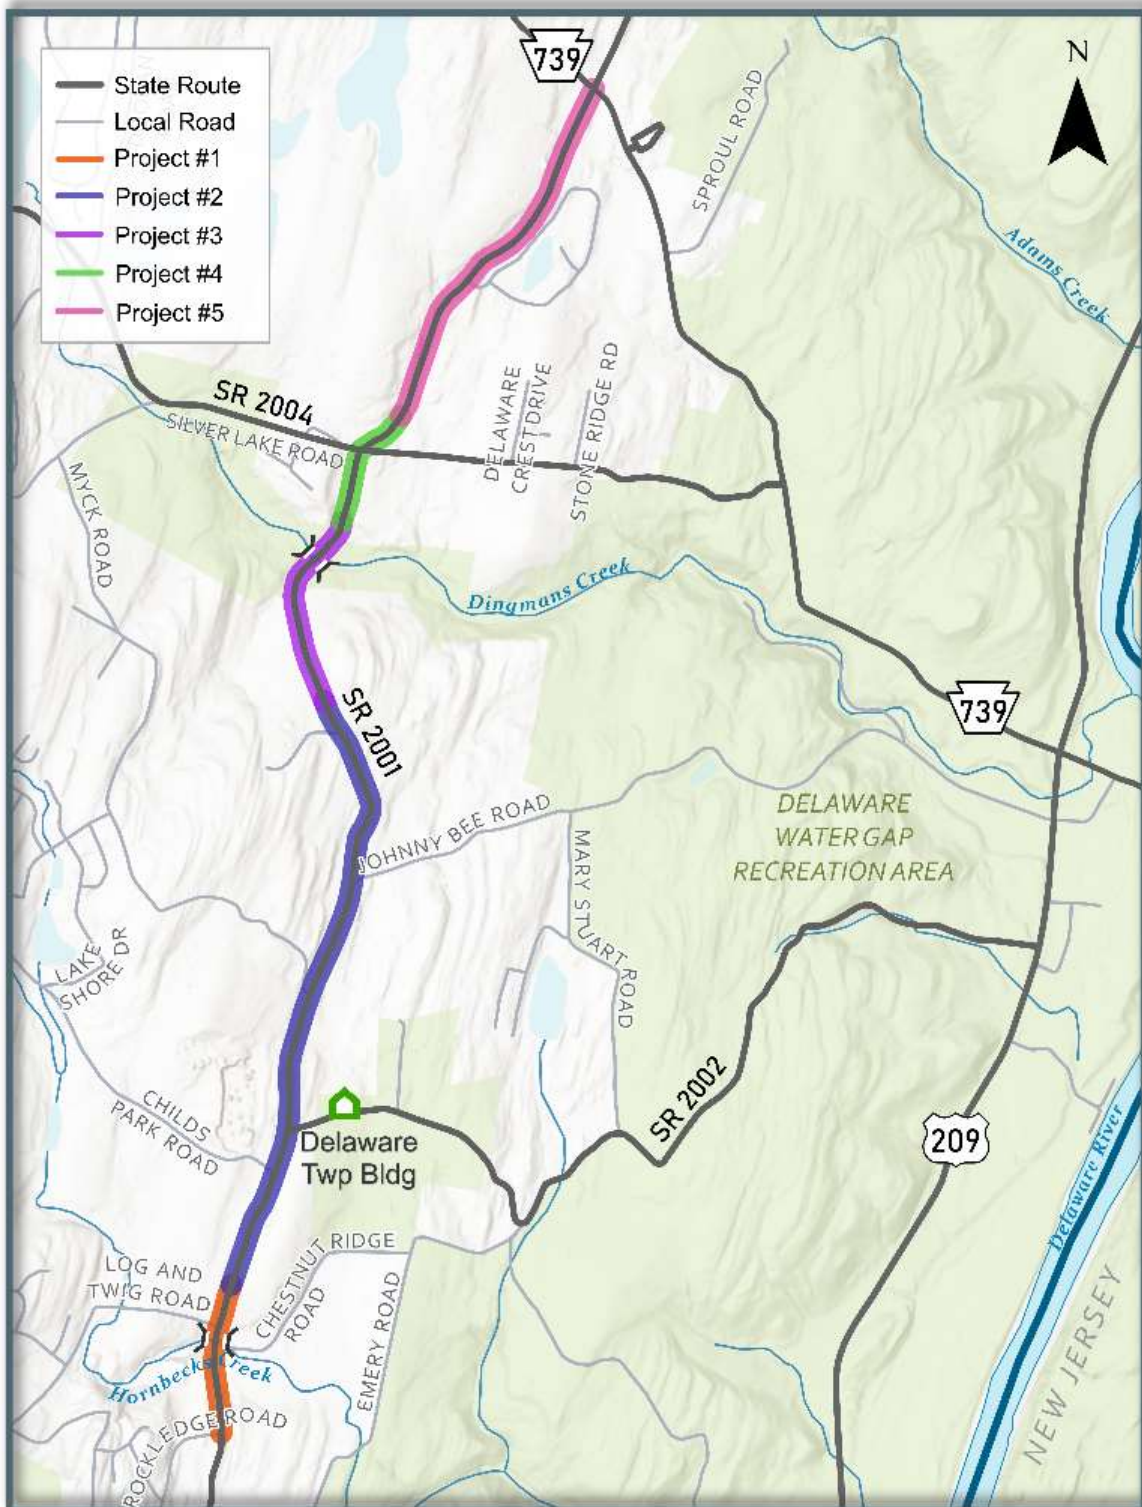 739
N
State Route
Local Road
Project #1
Project #2
Project #3
Project #4
Project #5
SPROUL ROAD
Adams Creek
SR 2004
SILVER LAKE ROAD
DELAWARE
CREST DRIVE
STONE RIDGE RD
MYCK ROAD
Dingmans Creek
SR 2001
739
JOHNNY BEE ROAD
DELAWARE
WATER GAP
RECREATION AREA
MARY STUART ROAD
LAKE
SHORE DR
SR 2002
CHILDS
PARK ROAD
Delaware
Twp Bldg
209
Delaware River
LOG AND
TWIG ROAD
CHESTNUT RIDGE
ROAD
EMERY ROAD
Hornbecks Creek
ROCKLEDGE ROAD
NEW JERSEY